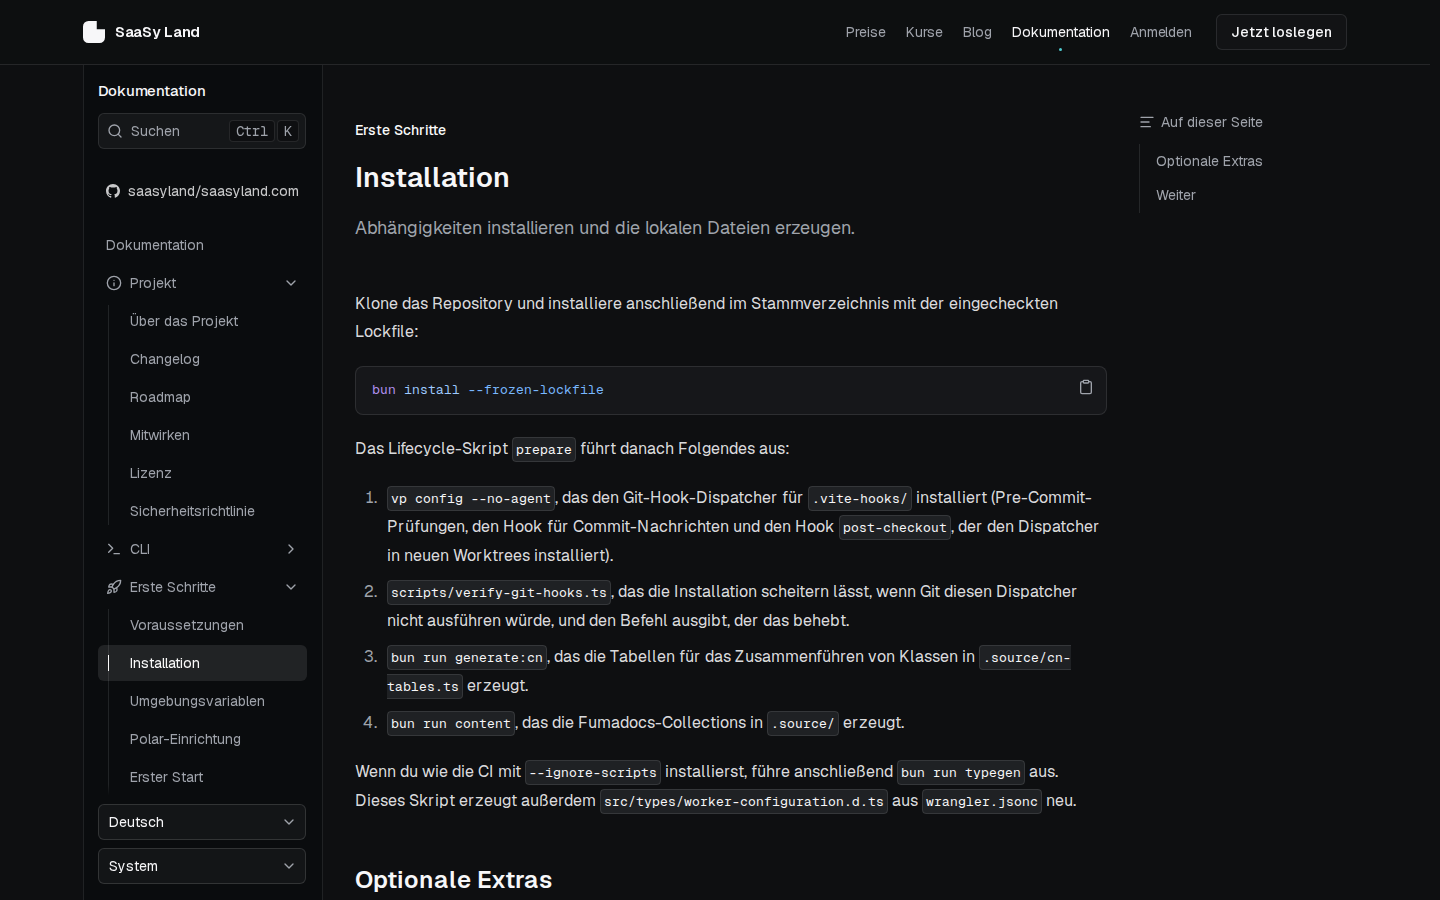 SaaSy Land
Preise
Kurse
Blog
Dokumentation
Anmelden
Jetzt loslegen
Dokumentation
Suchen
Ctrl K
saasyland/saasyland.com
Dokumentation
Projekt
Über das Projekt
Changelog
Roadmap
Mitwirken
Lizenz
Sicherheitsrichtlinie
CLI
Erste Schritte
Voraussetzungen
Installation
Umgebungsvariablen
Polar-Einrichtung
Erster Start
Deutsch
System
Erste Schritte
Installation
Abhängigkeiten installieren und die lokalen Dateien erzeugen.
Klone das Repository und installiere anschließend im Stammverzeichnis mit der eingecheckten
Lockfile:
bun install --frozen-lockfile
Das Lifecycle-Skript prepare führt danach Folgendes aus:
1. vp config --no-agent, das den Git-Hook-Dispatcher für .vite-hooks/ installiert (Pre-Commit-
Prüfungen, den Hook für Commit-Nachrichten und den Hook post-checkout, der den Dispatcher
in neuen Worktrees installiert).
2. scripts/verify-git-hooks.ts, das die Installation scheitern lässt, wenn Git diesen Dispatcher
nicht ausführen würde, und den Befehl ausgibt, der das behebt.
3. bun run generate:cn, das die Tabellen für das Zusammenführen von Klassen in .source/cn-
tables.ts erzeugt.
4. bun run content, das die Fumadocs-Collections in .source/ erzeugt.
Wenn du wie die CI mit --ignore-scripts installierst, führe anschließend bun run typegen aus.
Dieses Skript erzeugt außerdem src/types/worker-configuration.d.ts aus wrangler.jsonc neu.
Optionale Extras
Auf dieser Seite
Optionale Extras
Weiter